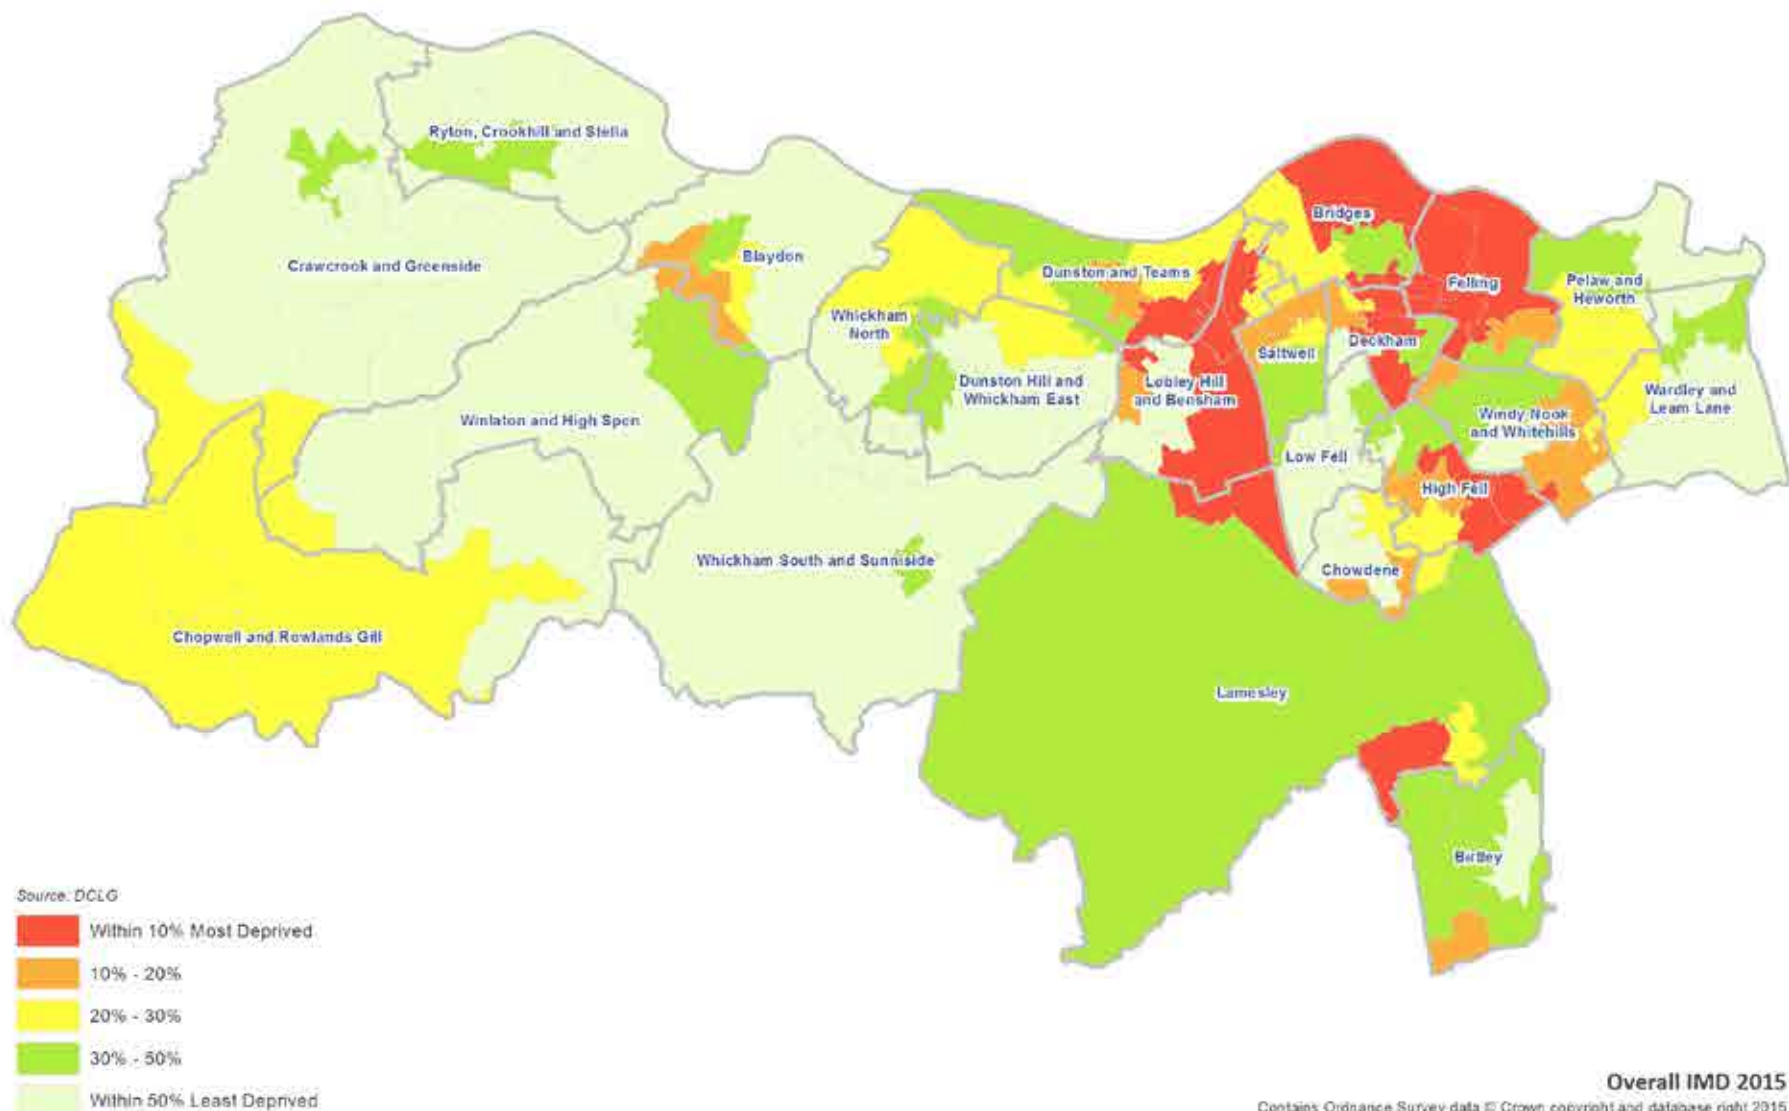 Ryton, Crookhill and Stella
Bridges
Blaydon
Crawcrook and Greenside
Dunston and Teams
Felling
Pelaw and
Heworth
Whickham
North
Deckham
Saltwell
Dunston Hill and
Whickham East
Lobley Hill
and Bensham
Wardley and
Leam Lane
Winlaton and High Spen
Windy Nook
and Whitehills
Low Fell
High Fell
Whickham South and Sunniside
Chowdene
Chopwell and Rowlands Gill
Lamesley
Birtley
Source: DCLG
Within 10% Most Deprived
10% - 20%
20% - 30%
30% - 50%
Within 50% Least Deprived
Overall IMD 2015
Contains Ordnance Survey data © Crown copyright and database right 2015